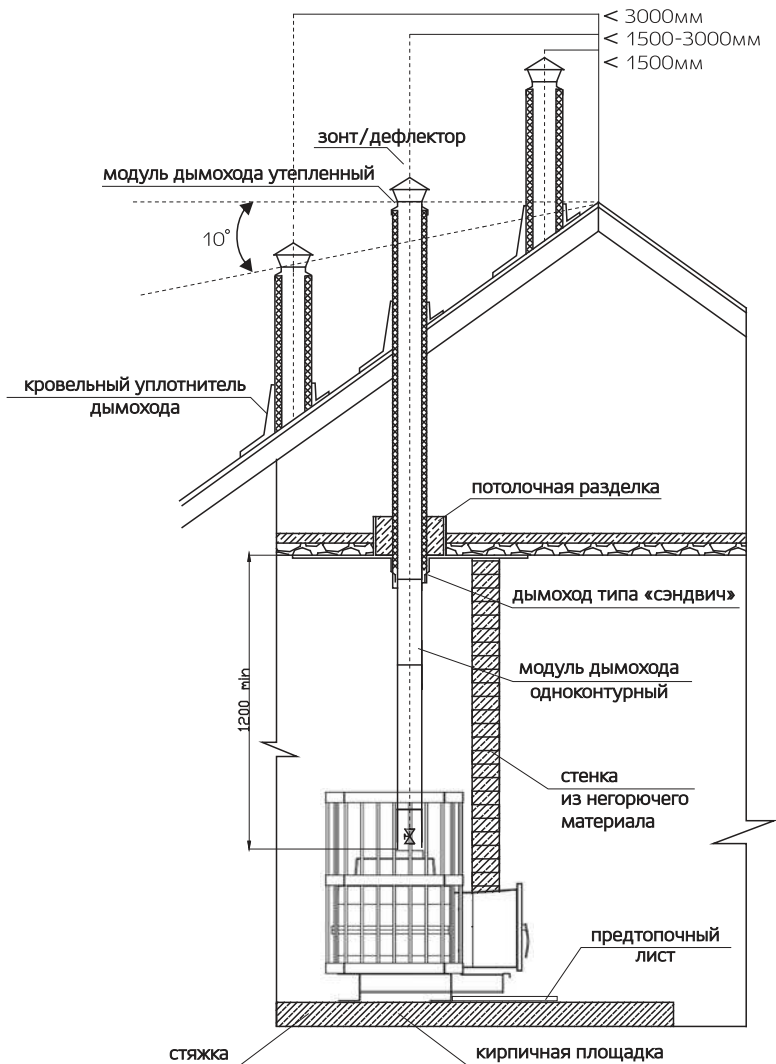 < 3000мм
< 1500-3000мм
< 1500мм
зонт/дефлектор
модуль дымохода утепленный
10°
кровельный уплотнитель
дымохода
потолочная разделка
дымоход типа «сэндвич»
модуль дымохода
одноконтурный
1200 min
стенка
из негорючего
материала
предтопочный
лист
стяжка
кирпичная площадка